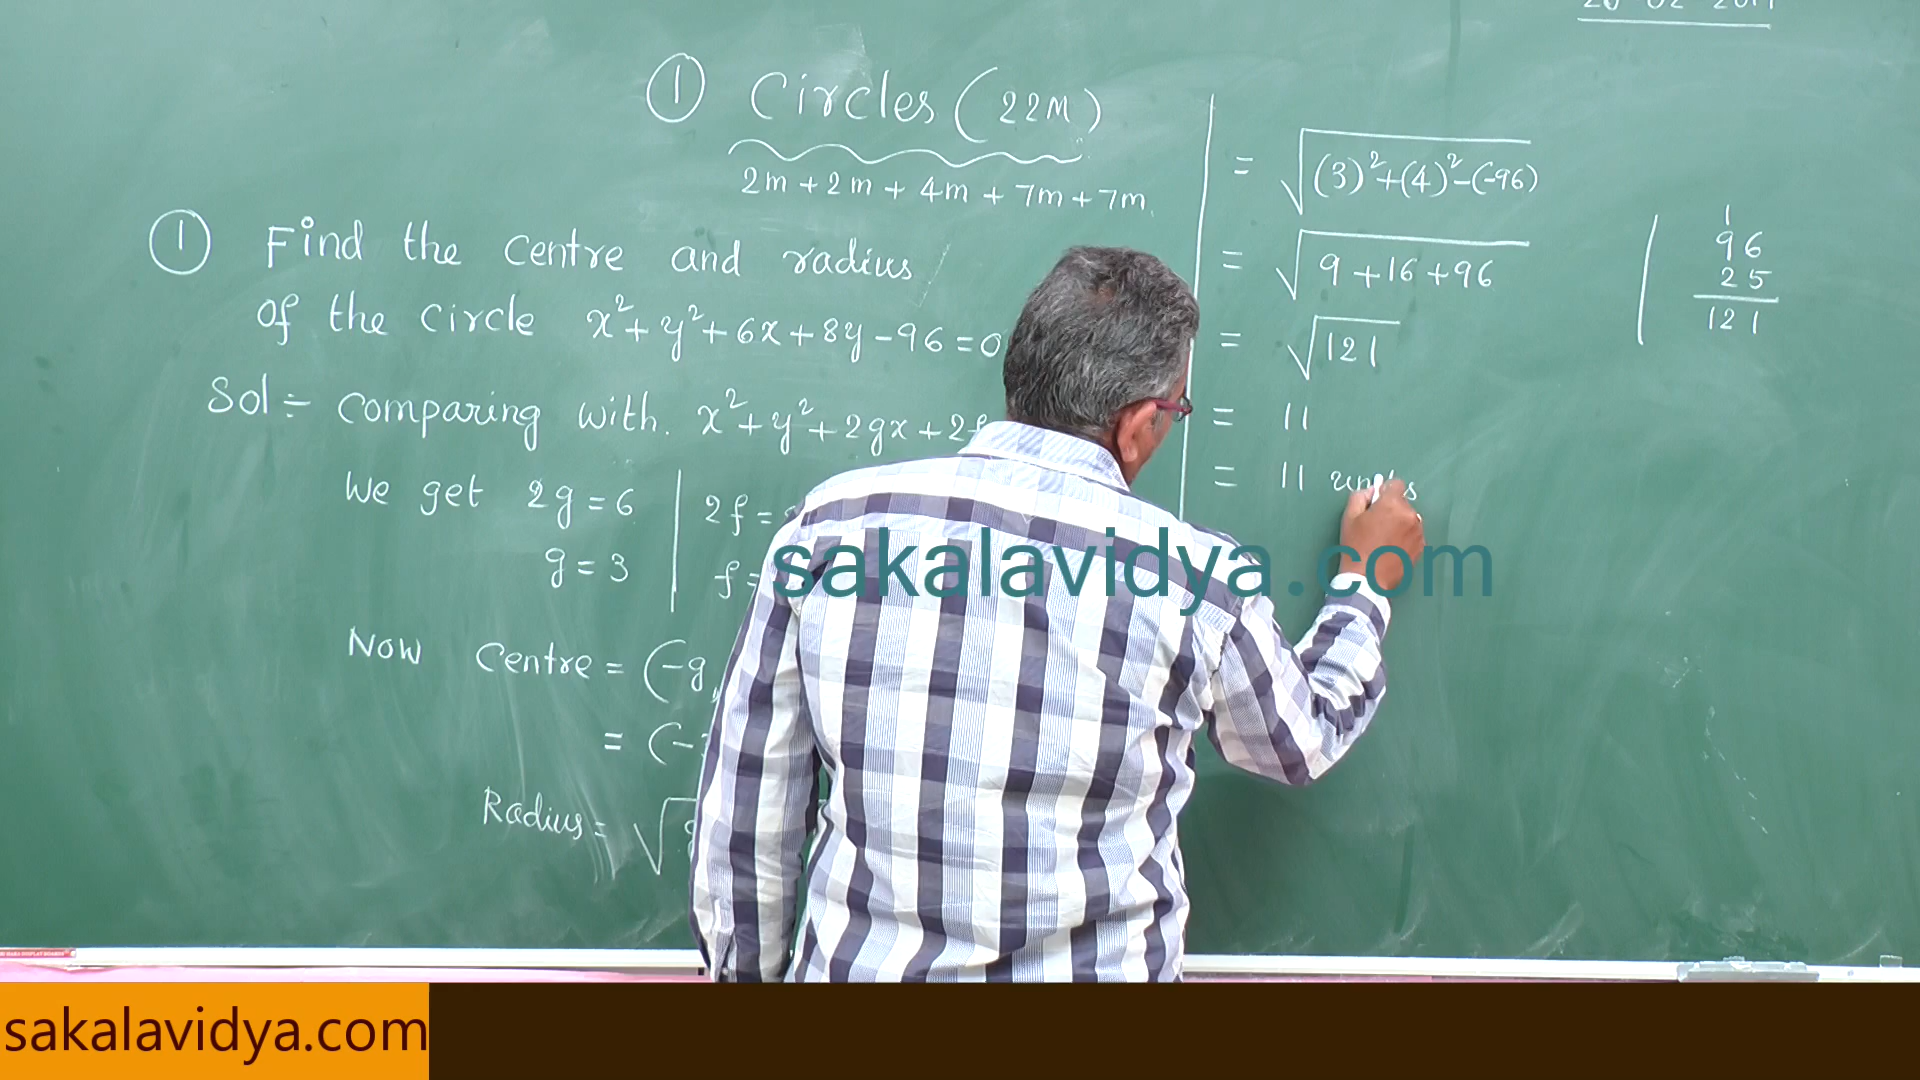 ① Circles (22M)
2m + 2m + 4m + 7m + 7m
① Find the centre and radius
of the circle x² + y² + 6x + 8y - 96 = 0
Sol:- comparing with. x² + y² + 2gx + 2f
We get 2g = 6 | 2f =
g = 3 | f =
Now Centre = (-g,
= (-
Radius = √
= √(3)²+(4)²-(-96)
= √9+16+96
= √121
= 11
= 11 units
1
96
25
121
sakalavidya.com
sakalavidya.com